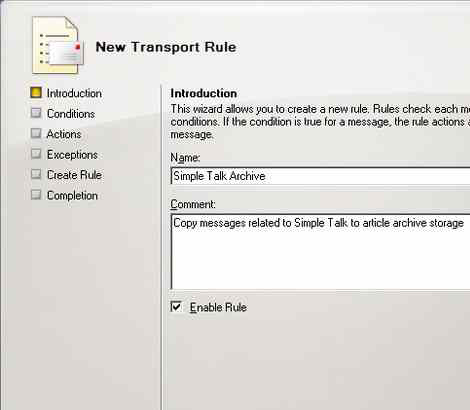 New Transport Rule
Introduction
Conditions
Actions
Exceptions
Create Rule
Completion
Introduction
This wizard allows you to create a new rule. Rules check each
conditions. If the condition is true for a message, the rule actions
message.
Name:
Simple Talk Archive
Comment:
Copy messages related to Simple Talk to article archive storage
Enable Rule